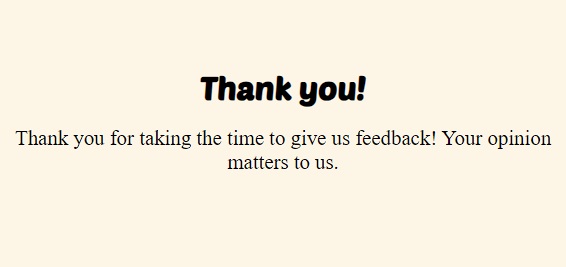 Thank you!
Thank you for taking the time to give us feedback! Your opinion
matters to us.